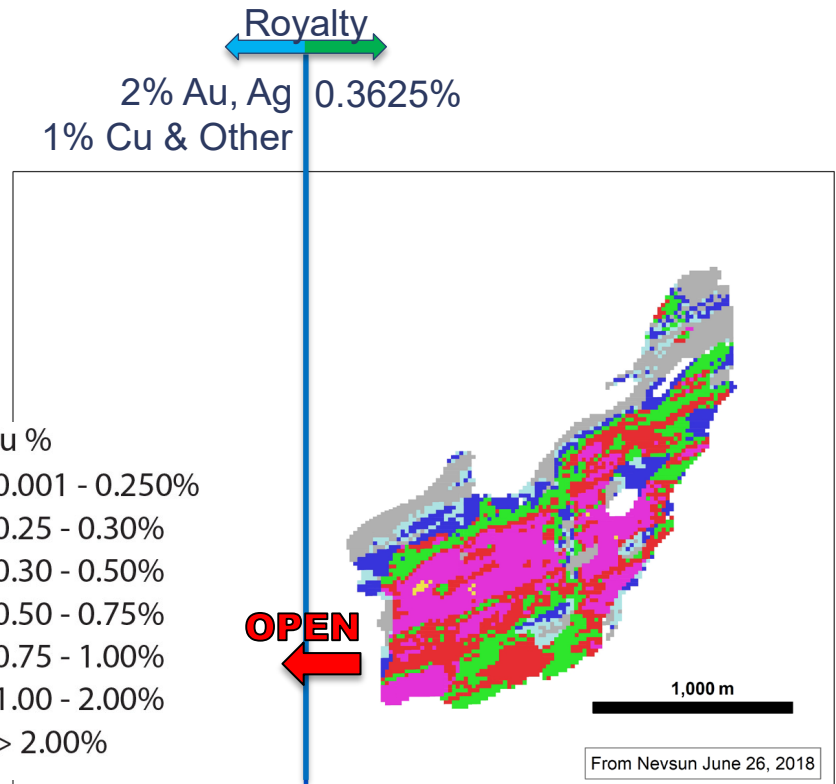 Royalty
2% Au, Ag 0.3625%
1% Cu & Other
u %
0.001 - 0.250%
0.25 - 0.30%
0.30 - 0.50%
0.50 - 0.75%
0.75 - 1.00%
1.00 - 2.00%
> 2.00%
OPEN
1,000 m
From Nevsun June 26, 2018